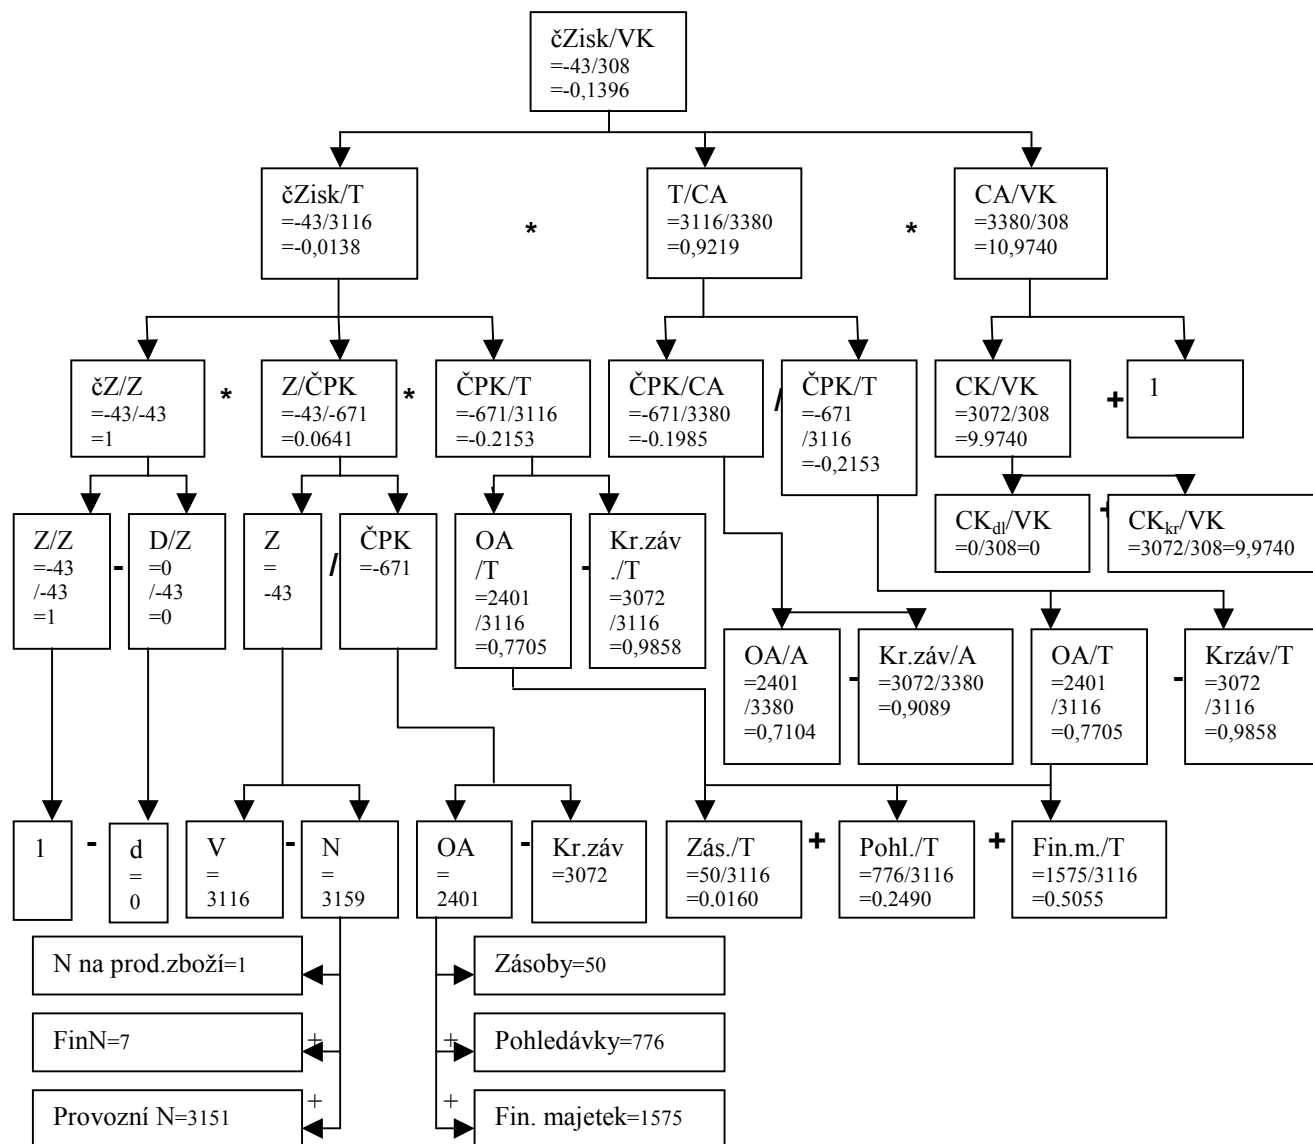 čZisk/VK
=-43/308
=-0,1396
čZisk/T
=-43/3116
=-0,0138
*
T/CA
=3116/3380
=0,9219
*
CA/VK
=3380/308
=10,9740
čZ/Z
=-43/-43
=1
*
Z/ČPK
=-43/-671
=0.0641
*
ČPK/T
=-671/3116
=-0.2153
ČPK/CA
=-671/3380
=-0.1985
/
ČPK/T
=-671
/3116
=-0,2153
CK/VK
=3072/308
=9.9740
+
1
Z/Z
=-43
/-43
=1
-
D/Z
=0
/-43
=0
Z
=
-43
/
ČPK
=-671
OA
/T
=2401
/3116
=0,7705
-
Kr.záv
./T
=3072
/3116
=0,9858
CKdl/VK
=0/308=0
+
CKkr/VK
=3072/308=9,9740
OA/A
=2401
/3380
=0,7104
-
Kr.záv/A
=3072/3380
=0,9089
OA/T
=2401
/3116
=0,7705
-
Krzáv/T
=3072
/3116
=0,9858
1
-
d
=
0
V
=
3116
-
N
=
3159
OA
=
2401
-
Kr.záv
=3072
Zás./T
=50/3116
=0.0160
+
Pohl./T
=776/3116
=0,2490
+
Fin.m./T
=1575/3116
=0,5055
N na prod.zboží=1
Zásoby=50
FinN=7
+
+
Pohledávky=776
Provozní N=3151
+
+
Fin. majetek=1575